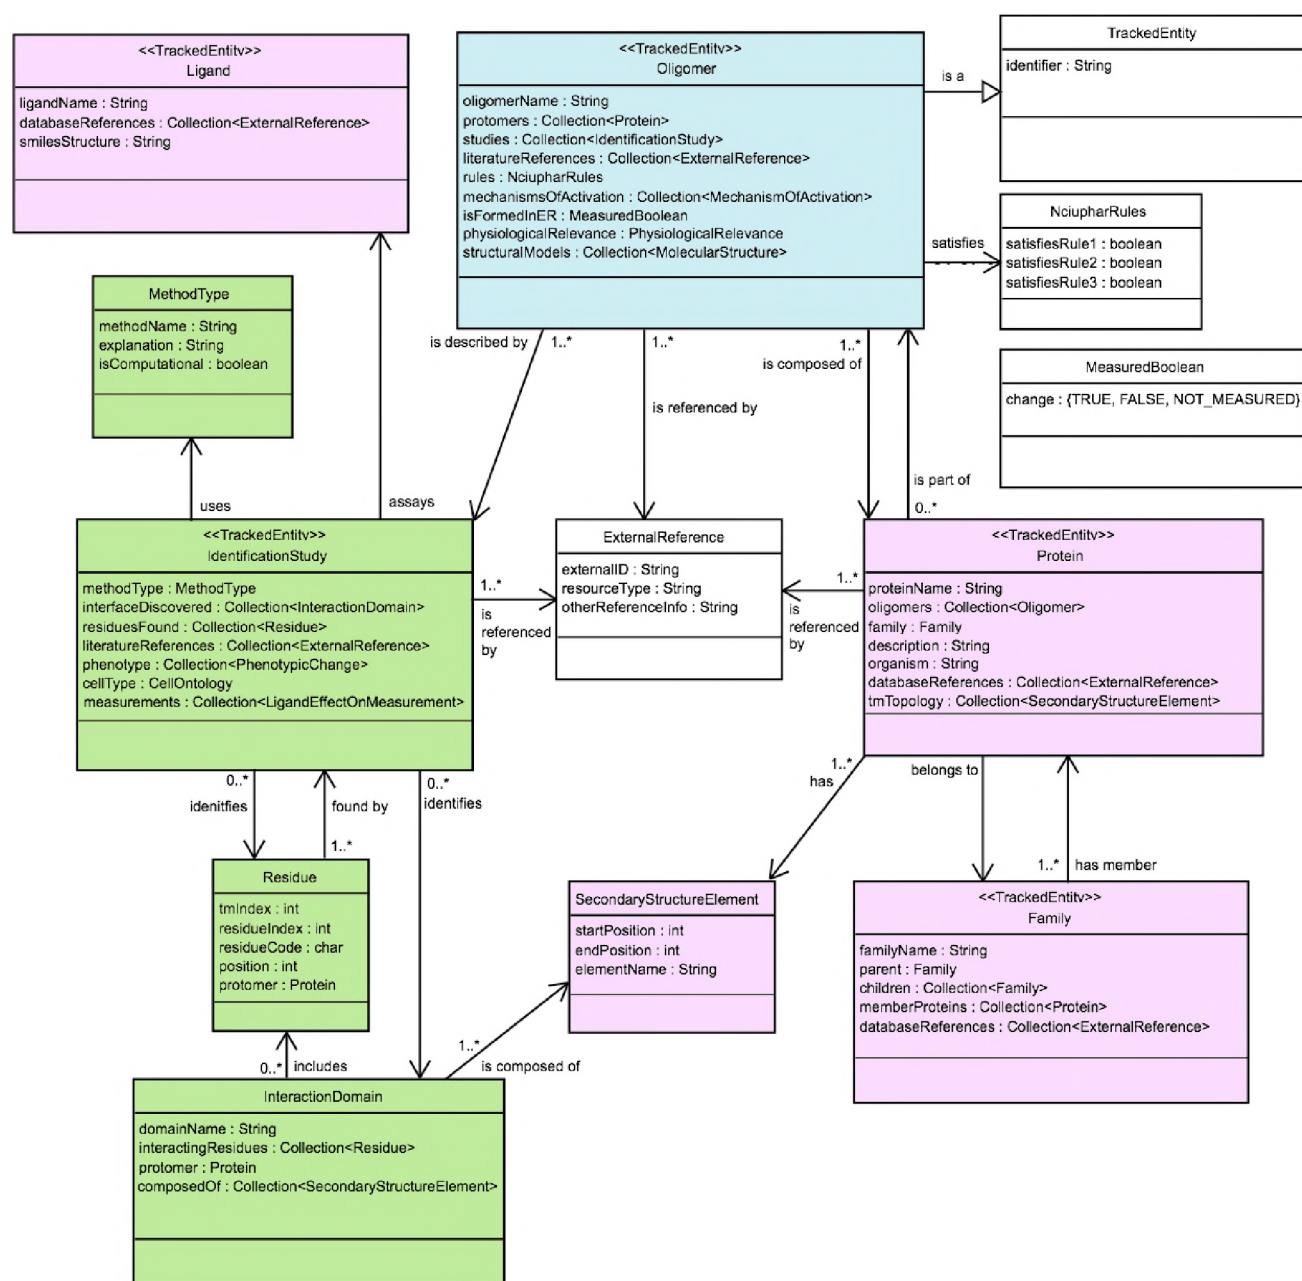 <<TrackedEntity>>
Ligand
ligandName : String
databaseReferences : Collection<ExternalReference>
smilesStructure : String
<<TrackedEntity>>
Oligomer
oligomerName : String
protomers : Collection<Protein>
studies : Collection<IdentificationStudy>
literatureReferences : Collection<ExternalReference>
rules : NciupharRules
mechanismsOfActivation : Collection<MechanismOfActivation>
isFormedInER : MeasuredBoolean
physiologicalRelevance : PhysiologicalRelevance
structuralModels : Collection<MolecularStructure>
is a
TrackedEntity
identifier : String
satisfies
NciupharRules
satisfiesRule1 : boolean
satisfiesRule2 : boolean
satisfiesRule3 : boolean
MeasuredBoolean
change : {TRUE, FALSE, NOT_MEASURED}
MethodType
methodName : String
explanation : String
isComputational : boolean
is described by
1..*
1..*
is referenced by
1..*
is composed of
is part of
0..*
uses
assays
<<TrackedEntity>>
IdentificationStudy
methodType : MethodType
interfaceDiscovered : Collection<InteractionDomain>
residuesFound : Collection<Residue>
literatureReferences : Collection<ExternalReference>
phenotype : Collection<PhenotypicChange>
cellType : CellOntology
measurements : Collection<LigandEffectOnMeasurement>
1..*
is
referenced
by
ExternalReference
externalID : String
resourceType : String
otherReferenceInfo : String
1..*
is
referenced
by
<<TrackedEntity>>
Protein
proteinName : String
oligomers : Collection<Oligomer>
family : Family
description : String
organism : String
databaseReferences : Collection<ExternalReference>
tmTopology : Collection<SecondaryStructureElement>
0..*
idenitfies
found by
1..*
0..*
identifies
1..*
has
belongs to
1..*
has member
Residue
tmIndex : int
residueIndex : int
residueCode : char
position : int
protomer : Protein
SecondaryStructureElement
startPosition : int
endPosition : int
elementName : String
<<TrackedEntity>>
Family
familyName : String
parent : Family
children : Collection<Family>
memberProteins : Collection<Protein>
databaseReferences : Collection<ExternalReference>
0..*
includes
1..*
is composed of
InteractionDomain
domainName : String
interactingResidues : Collection<Residue>
protomer : Protein
composedOf : Collection<SecondaryStructureElement>